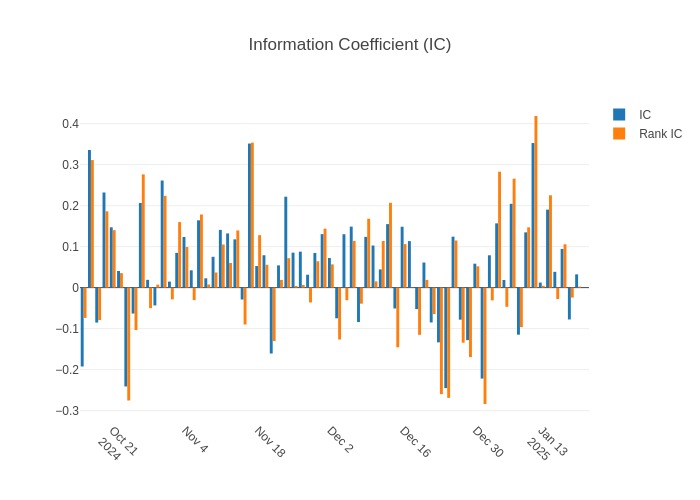 Information Coefficient (IC)
IC
Rank IC
0.4
0.3
0.2
0.1
0
−0.1
−0.2
−0.3
Oct 21
2024
Nov 4
Nov 18
Dec 2
Dec 16
Dec 30
Jan 13
2025